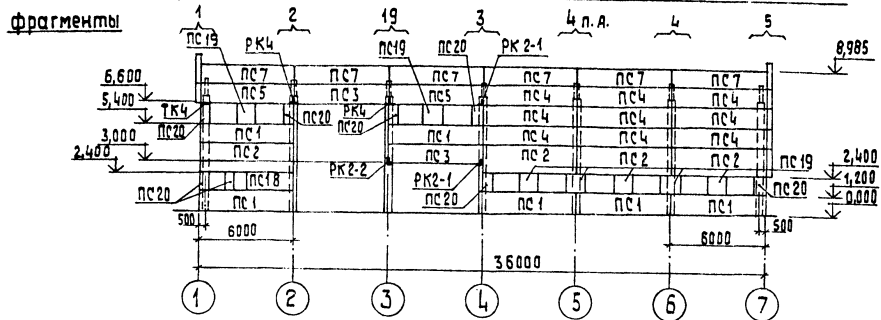 фрагменты
1 2 19 3 4 п.А. 4 5
ПС19 РК4 ПС19 ПС20 РК2-1
8,985
ПС7 ПС7 ПС7 ПС7 ПС7 ПС7
6,600
ПС5 ПС3 ПС5 ПС4 ПС4 ПС4
5,400
ТК4 ПС20 РК4 ПС4 ПС4 ПС4
ПС20 ПС20
3,000
ПС1 ПС1 ПС4 ПС4 ПС4
2,400
ПС2 ПС3 ПС2 ПС2 ПС2 ПС19
2,400
РК2-2 РК2-1
ПС20 ПС18 ПС20 ПС20
1,200
ПС1 ПС1 ПС1 ПС1
0,000
500 500
6000 6000
36000
1 2 3 4 5 6 7